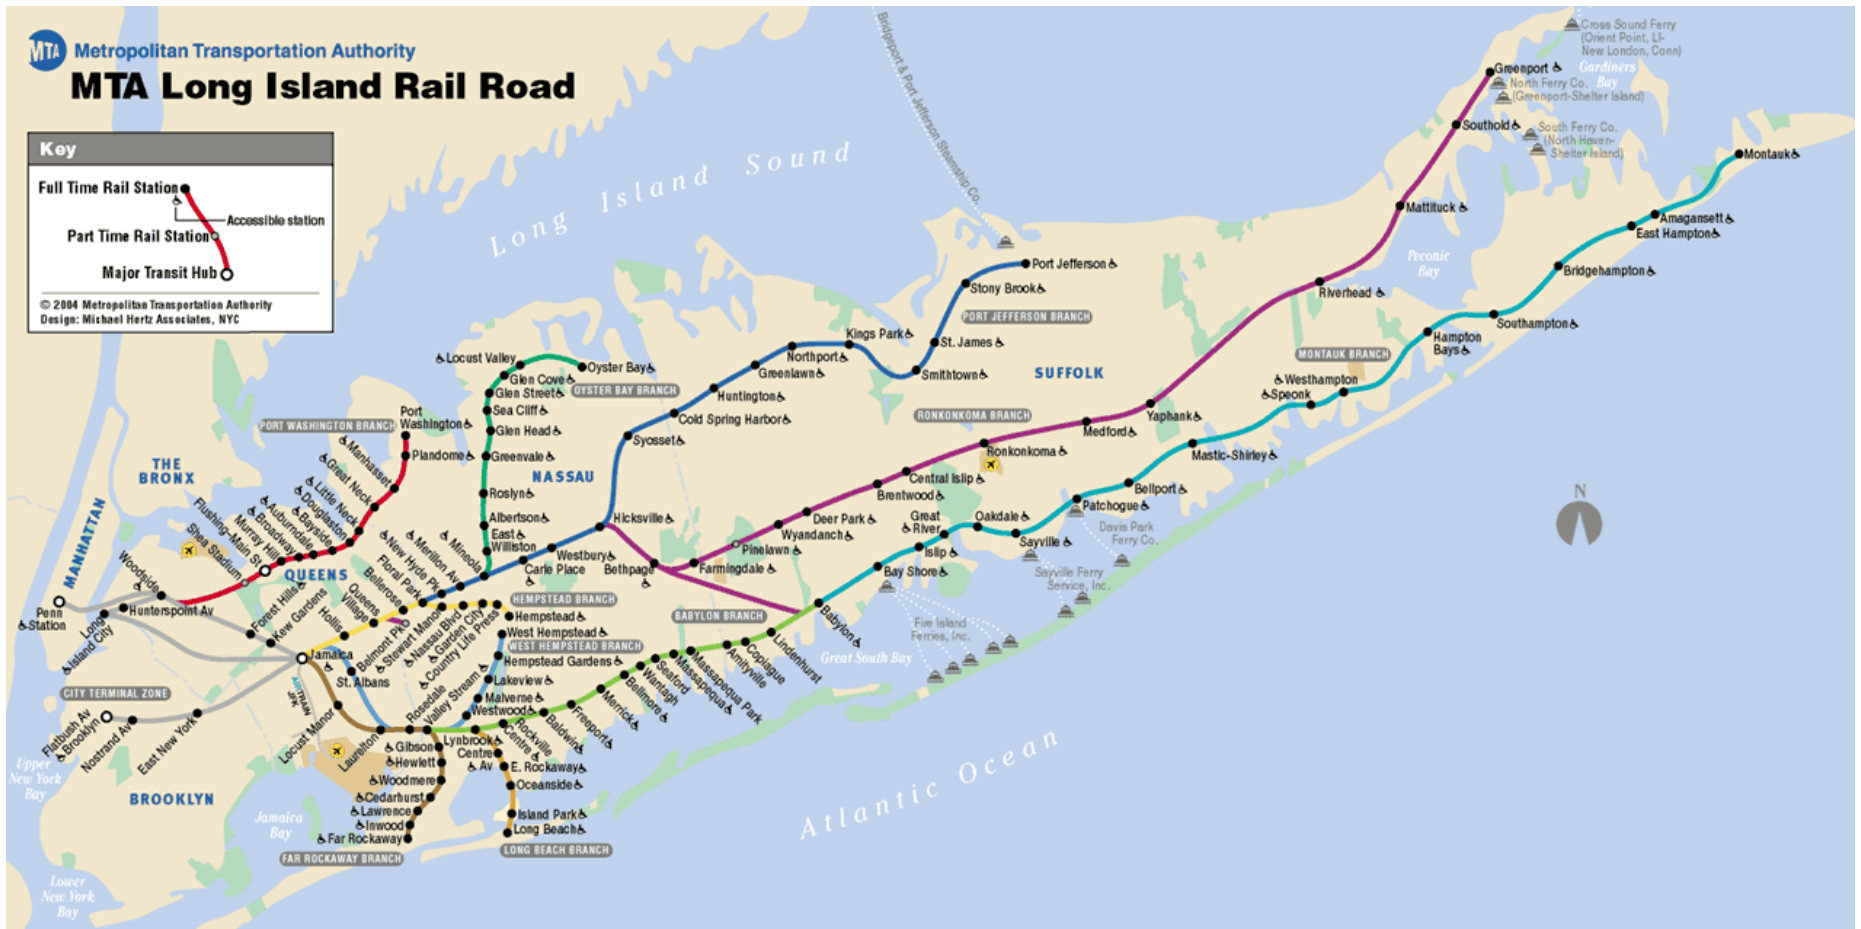 MTA
Metropolitan Transportation Authority
MTA Long Island Rail Road
Key
Full Time Rail Station
Accessible station
Part Time Rail Station
Major Transit Hub
© 2004 Metropolitan Transportation Authority
Design: Michael Hertz Associates, NYC
Bridgeport & Port Jefferson Steamship Co.
Long Island Sound
Cross Sound Ferry
(Orient Point, LI-
New London, Conn)
Gardiners
Bay
Greenport
North Ferry Co.
(Greenport-Shelter Island)
Southold
South Ferry Co.
(North Haven-
Shelter Island)
Montauk
Mattituck
Amagansett
East Hampton
Peconic
Bay
Bridgehampton
Riverhead
Southampton
Hampton
Bays
MONTAUK BRANCH
Westhampton
Speonk
Port Jefferson
Stony Brook
PORT JEFFERSON BRANCH
Kings Park
St. James
Northport
Smithtown
Greenlawn
Huntington
Cold Spring Harbor
Syosset
SUFFOLK
RONKONKOMA BRANCH
Yaphank
Medford
Ronkonkoma
Central Islip
Brentwood
Deer Park
Wyandanch
Pinelawn
Farmingdale
Bethpage
Hicksville
Mastic-Shirley
Bellport
Patchogue
Oakdale
Great
River
Sayville
Islip
Bay Shore
Davis Park
Ferry Co.
Sayville Ferry
Service, Inc.
Fire Island
Ferries, Inc.
Great South Bay
N
Locust Valley
Oyster Bay
Glen Cove
OYSTER BAY BRANCH
Glen Street
Sea Cliff
Glen Head
Greenvale
NASSAU
Roslyn
Albertson
East
Williston
Westbury
Carle Place
Port
Washington
PORT WASHINGTON BRANCH
Plandome
Manhasset
Great Neck
Little Neck
Douglaston
Bayside
Auburndale
Broadway
Murray Hill
Flushing-Main St
Shea Stadium
THE
BRONX
MANHATTAN
QUEENS
Woodside
Penn
Station
Hunterspoint Av
Long
Island City
Forest Hills
Kew Gardens
Jamaica
Hollis
Queens
Village
Bellerose
Floral Park
New Hyde Pk
Merillon Av
Mineola
HEMPSTEAD BRANCH
Hempstead
Country Life Press
Garden City
Nassau Blvd
Stewart Manor
Belmont Pk
West Hempstead
WEST HEMPSTEAD BRANCH
Hempstead Gardens
Lakeview
Malverne
Westwood
BABYLON BRANCH
Babylon
Lindenhurst
Copiague
Amityville
Massapequa Park
Massapequa
Seaford
Wantagh
Bellmore
Merrick
Freeport
Baldwin
Rockville
Centre
Lynbrook
Valley Stream
Rosedale
Laurelton
Locust Manor
St. Albans
AIRTRAIN
JFK
CITY TERMINAL ZONE
Flatbush Av
Brooklyn
Nostrand Av
East New York
Gibson
Hewlett
Woodmere
Cedarhurst
Lawrence
Inwood
Far Rockaway
FAR ROCKAWAY BRANCH
Centre
Av
E. Rockaway
Oceanside
Island Park
Long Beach
LONG BEACH BRANCH
BROOKLYN
Upper
New York
Bay
Jamaica
Bay
Lower
New York
Bay
Atlantic Ocean